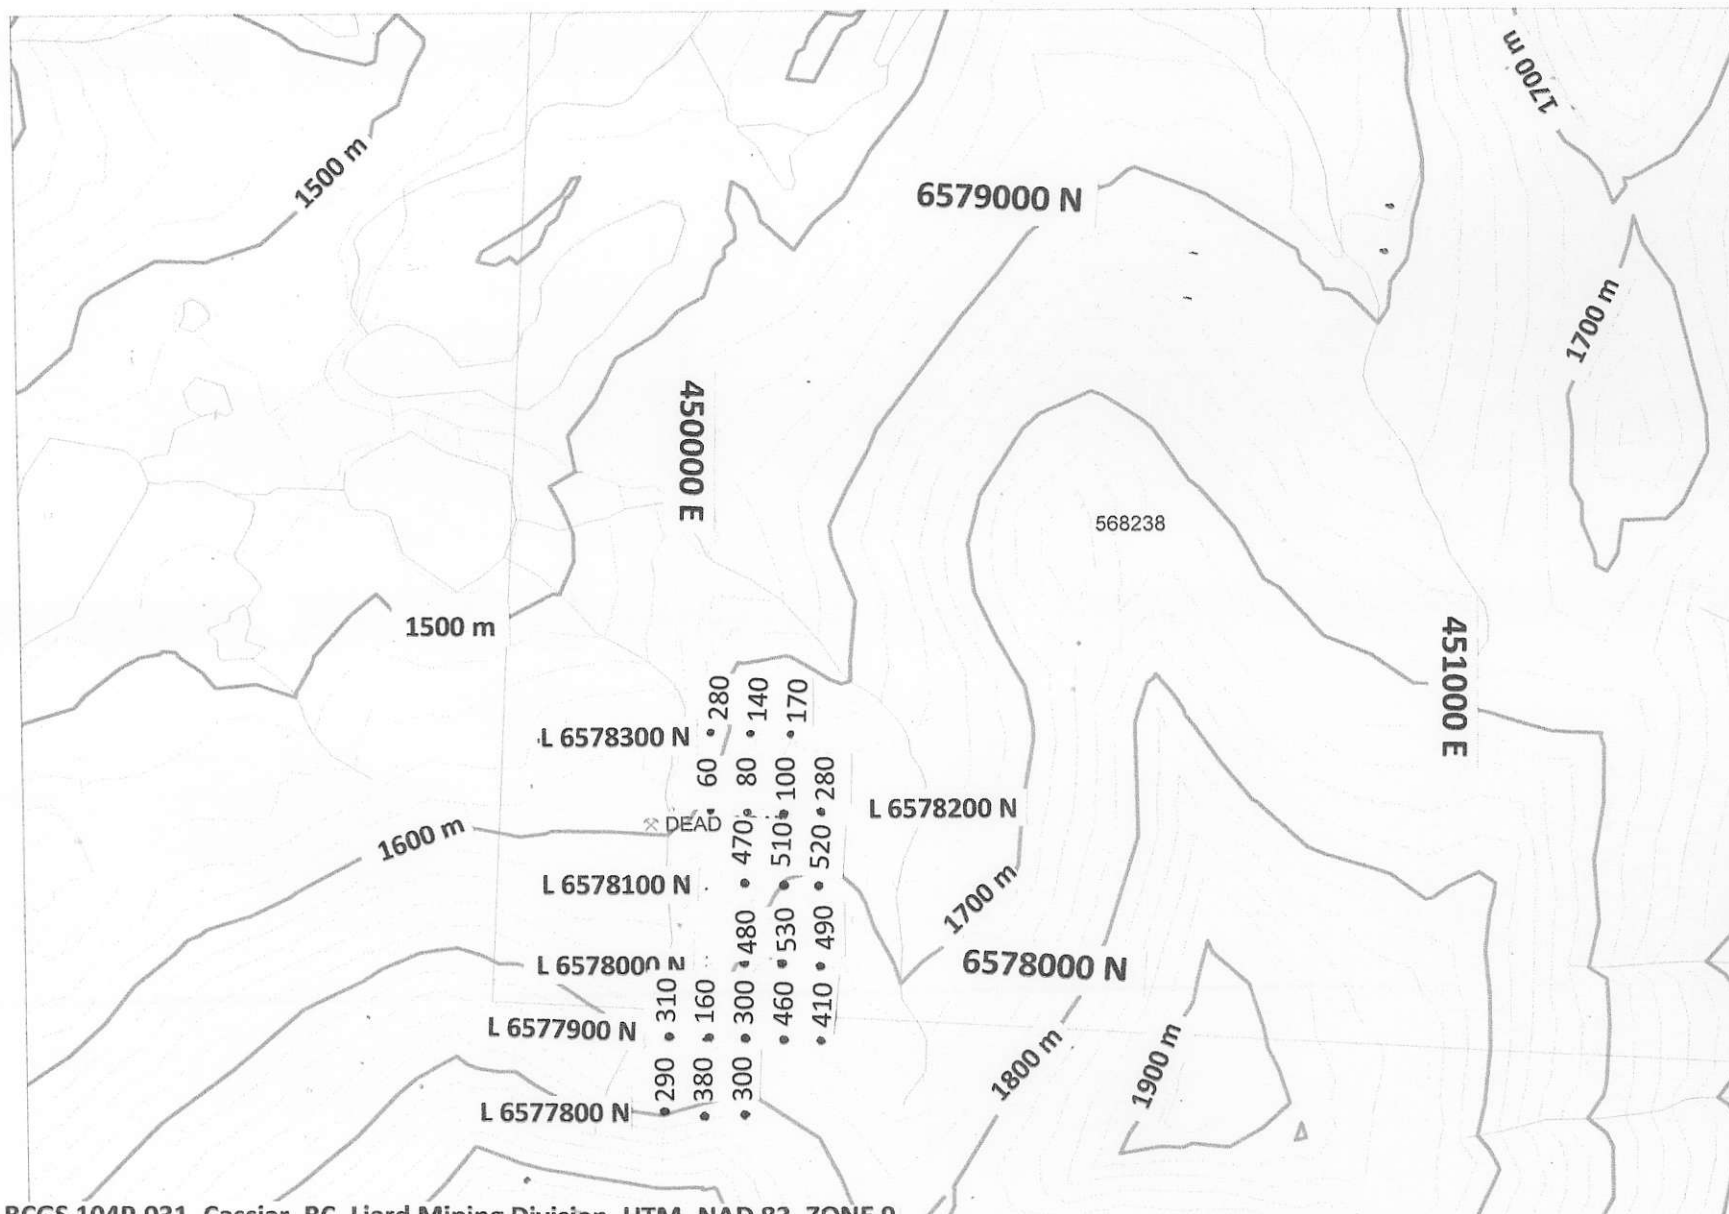 1700 m
1500 m
6579000 N
1700 m
450000 E
568238
1500 m
451000 E
280 140 170
L 6578300 N
60 80 100 280
L 6578200 N
DEAD
470 510 520
1600 m
L 6578100 N
1700 m
480 530 490
L 6578000 N
6578000 N
310 160 300 460 410
L 6577900 N
1800 m
1900 m
290 380 300
L 6577800 N
BCGS 104P.031, Cassiar, BC, Liard Mining Division, UTM, NAD 83, ZONE 9